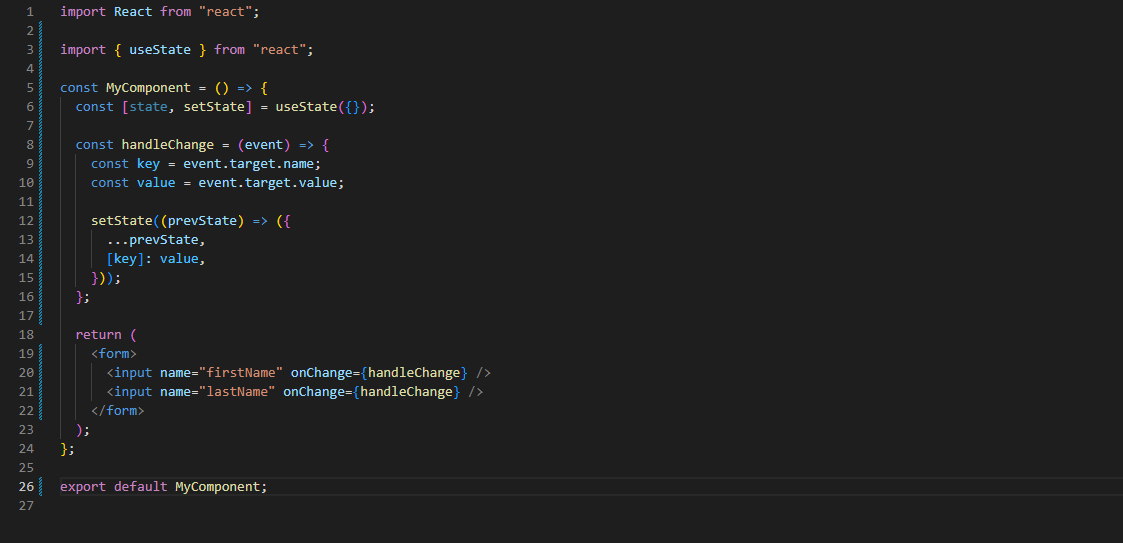 1 import React from "react";
2
3 import { useState } from "react";
4
5 const MyComponent = () => {
6   const [state, setState] = useState({});
7
8   const handleChange = (event) => {
9     const key = event.target.name;
10     const value = event.target.value;
11
12     setState((prevState) => ({
13       ...prevState,
14       [key]: value,
15     }));
16   };
17
18   return (
19     <form>
20       <input name="firstName" onChange={handleChange} />
21       <input name="lastName" onChange={handleChange} />
22     </form>
23   );
24 };
25
26 export default MyComponent;
27